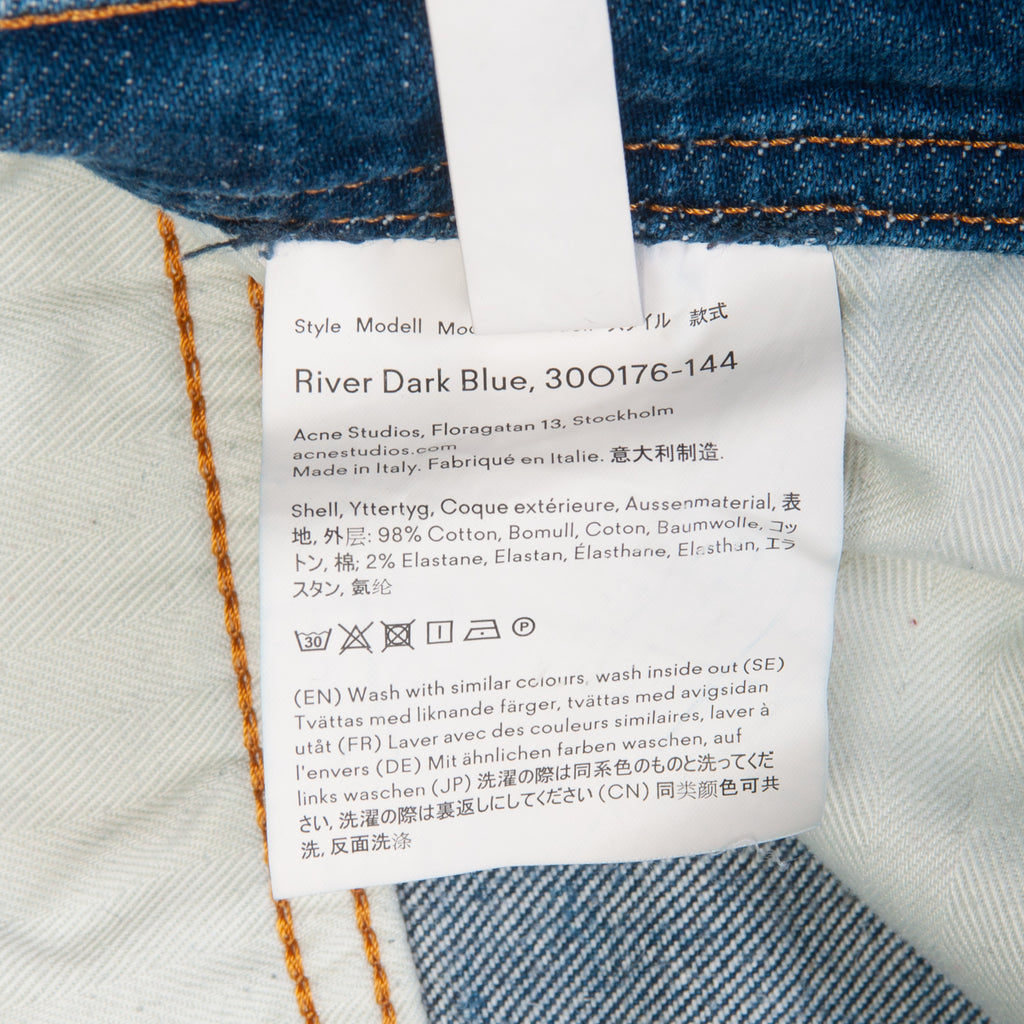 Style Modell スタイル 款式
River Dark Blue, 30O176-144
Acne Studios, Floragatan 13, Stockholm
acnestudios.com
Made in Italy. Fabriqué en Italie. 意大利制造.
Shell, Yttertyg, Coque extérieure, Aussenmaterial, 表
地, 外层: 98% Cotton, Bomull, Coton, Baumwolle, コッ
トン, 棉; 2% Elastane, Elastan, Élasthane, Elasthan, エラ
スタン, 氨纶
30 P
(EN) Wash with similar colours, wash inside out (SE)
Tvättas med liknande färger, tvättas med avigsidan
utåt (FR) Laver avec des couleurs similaires, laver à
l'envers (DE) Mit ähnlichen farben waschen, auf
links waschen (JP) 洗濯の際は同系色のものと洗ってくだ
さい, 洗濯の際は裏返しにしてください (CN) 同类颜色可共
洗, 反面洗涤